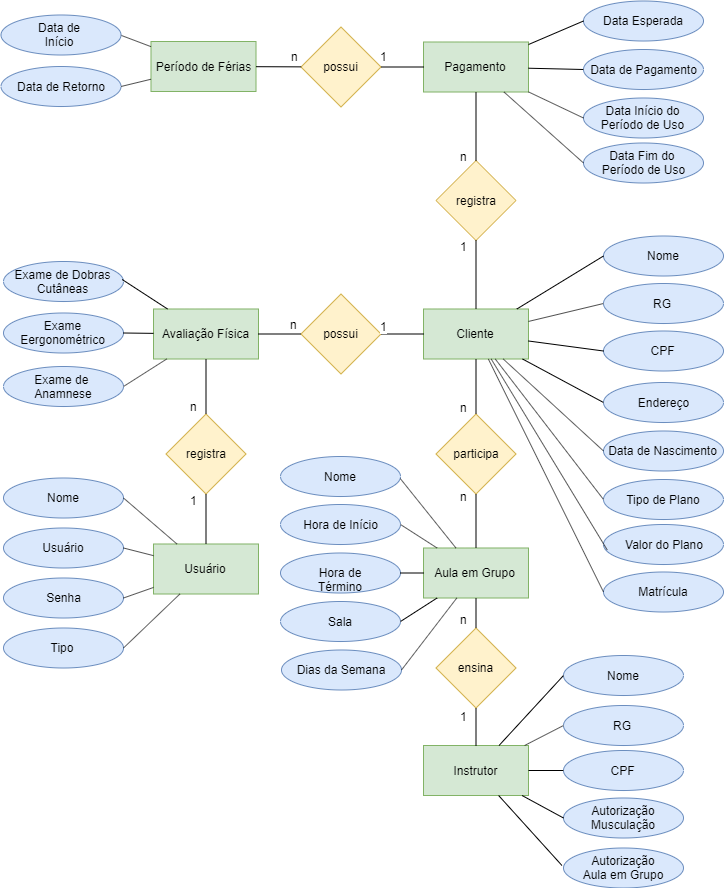 Data de
Início
Data de Retorno
Período de Férias
n
possui
1
Pagamento
Data Esperada
Data de Pagamento
Data Início do
Período de Uso
Data Fim do
Período de Uso
n
registra
1
Exame de Dobras
Cutâneas
Exame
Eergonométrico
Exame de
Anamnese
Avaliação Física
n
possui
1
Cliente
Nome
RG
CPF
Endereço
Data de Nascimento
Tipo de Plano
Valor do Plano
Matrícula
n
registra
1
n
participa
n
Nome
Usuário
Senha
Tipo
Usuário
Nome
Hora de Início
Hora de
Término
Sala
Dias da Semana
Aula em Grupo
n
ensina
1
Instrutor
Nome
RG
CPF
Autorização
Musculação
Autorização
Aula em Grupo